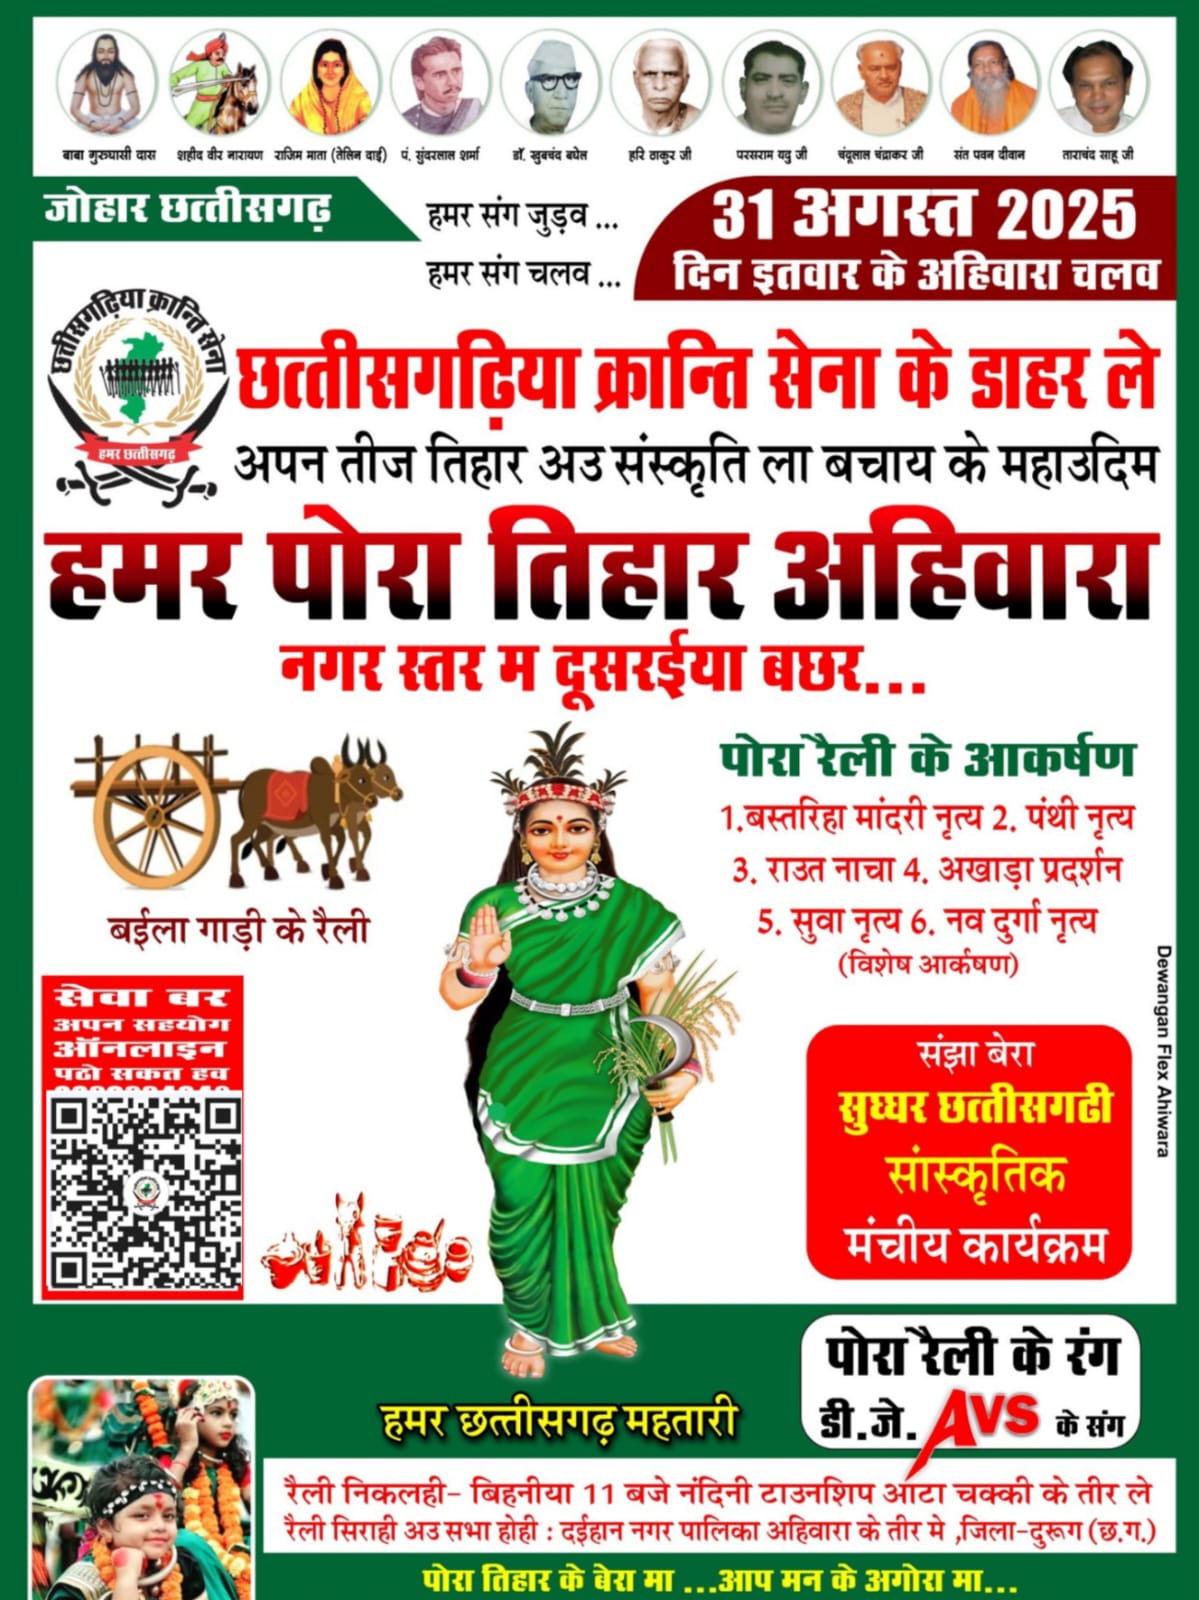 बाबा गुरुघासी दास शहीद वीर नारायण राजिम माता (तेलिन दाई) पं. सुंदरलाल शर्मा डॉ. खुबचंद बघेल हरि ठाकुर जी परसराम यदु जी चंदूलाल चंद्राकर जी संत पवन दीवान ताराचंद साहू जी
जोहार छत्तीसगढ़
हमर संग जुड़व ...
हमर संग चलव ...
31 अगस्त 2025
दिन इतवार के अहिवारा चलव
छत्तीसगढ़िया क्रान्ति सेना
हमर छत्तीसगढ़
छत्तीसगढ़िया क्रान्ति सेना के डाहर ले
अपन तीज तिहार अउ संस्कृति ला बचाय के महाउदिम
हमर पोरा तिहार अहिवारा
नगर स्तर म दूसरईया बछर...
बईला गाड़ी के रैली
पोरा रैली के आकर्षण
1.बस्तरिहा मांदरी नृत्य 2. पंथी नृत्य
3. राउत नाचा 4. अखाड़ा प्रदर्शन
5. सुवा नृत्य 6. नव दुर्गा नृत्य
(विशेष आर्कषण)
सेवा बर
अपन सहयोग
ऑनलाइन
पठो सकत हव
संझा बेरा
सुघ्घर छत्तीसगढी
सांस्कृतिक
मंचीय कार्यक्रम
Dewangan Flex Ahiwara
हमर छत्तीसगढ़ महतारी
पोरा रैली के रंग
डी.जे. AVS के संग
रैली निकलही- बिहनीया 11 बजे नंदिनी टाउनशिप आटा चक्की के तीर ले
रैली सिराही अउ सभा होही : दईहान नगर पालिका अहिवारा के तीर मे ,जिला-दुरूग (छ.ग.)
पोरा तिहार के बेरा मा ...आप मन के अगोरा मा...